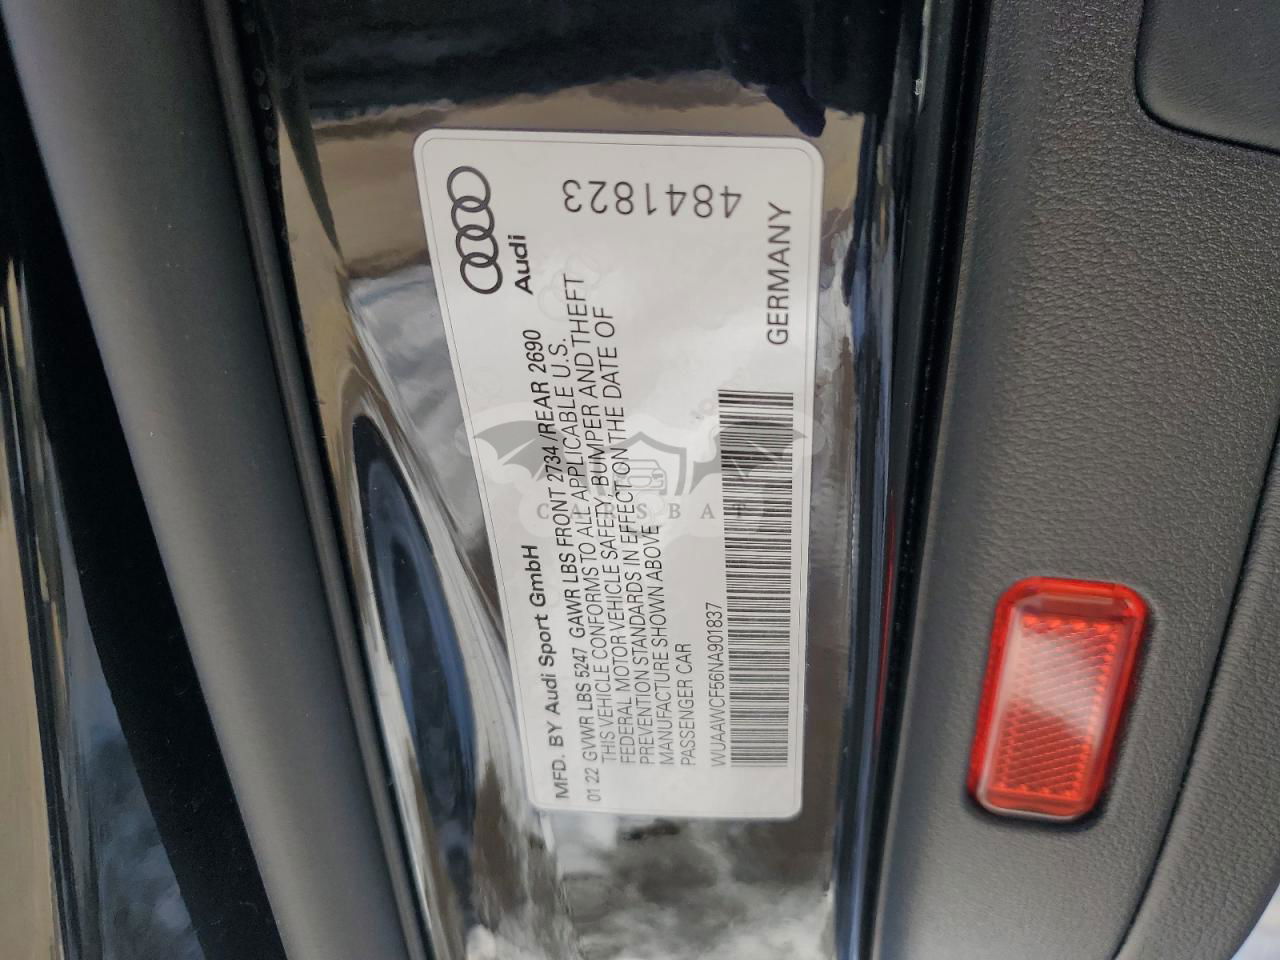 Audi
4841823
MFD. BY Audi Sport GmbH
01 22 GVWR LBS 5247 GAWR LBS FRONT 2734/REAR 2690
THIS VEHICLE CONFORMS TO ALL APPLICABLE U.S.
FEDERAL MOTOR VEHICLE SAFETY, BUMPER AND THEFT
PREVENTION STANDARDS IN EFFECT ON THE DATE OF
MANUFACTURE SHOWN ABOVE
PASSENGER CAR
WUAAWCF56NA901837
GERMANY
CARSBAT